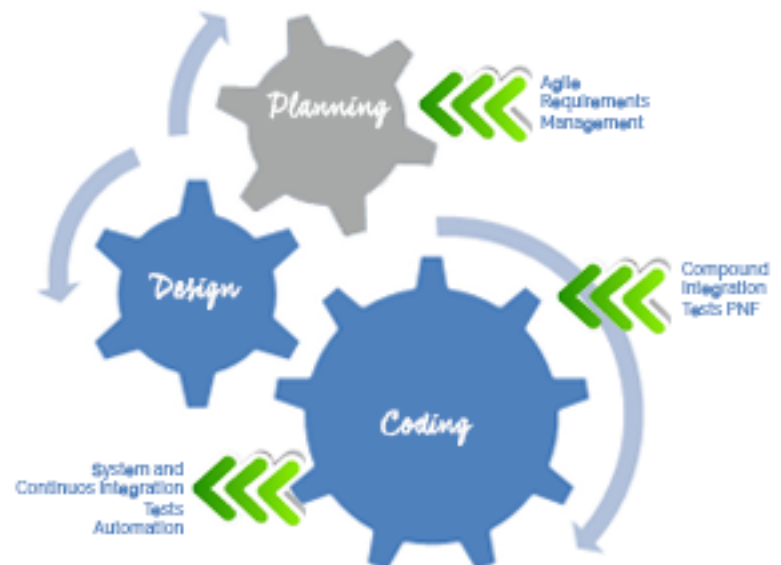 Planning
Agile
Requirements
Management
Design
Compound
Integration
Tests PNF
Coding
System and
Continuos Integration
Tests
Automation